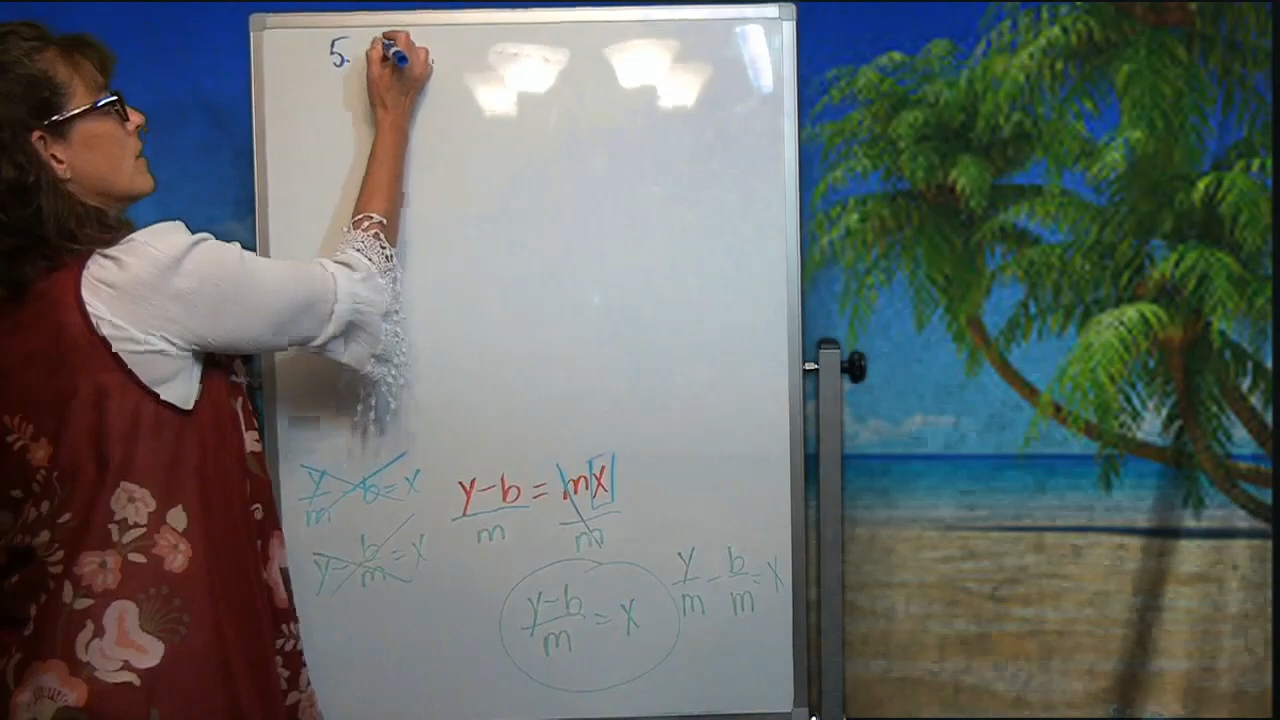 5.
y/m - b = x
y - b/m = x
y-b = mx
m m
y-b/m = x
y/m - b/m = x